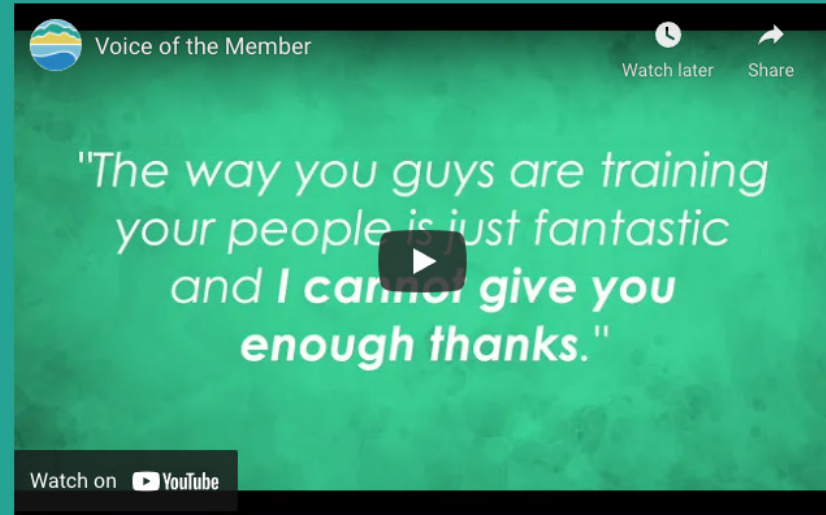 Voice of the Member
Watch later
Share
"The way you guys are training
your people is just fantastic
and I cannot give you
enough thanks."
Watch on YouTube